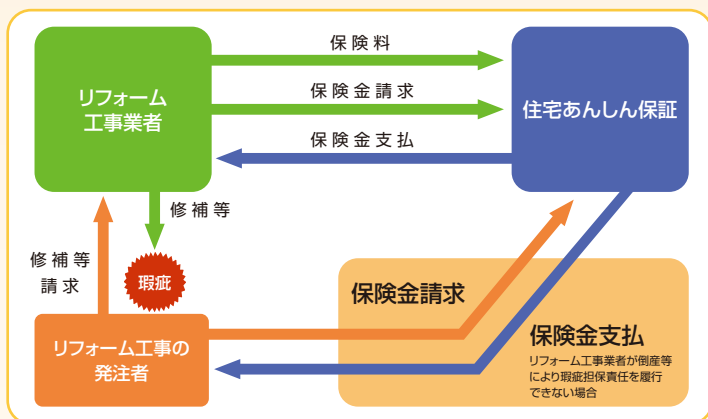 保険料
リフォーム
工事業者
保険金請求
住宅あんしん保証
保険金支払
修補等
修補等
請求
瑕疵
保険金請求
リフォーム工事の
発注者
保険金支払
リフォーム工事業者が倒産等
により瑕疵担保責任を履行
できない場合